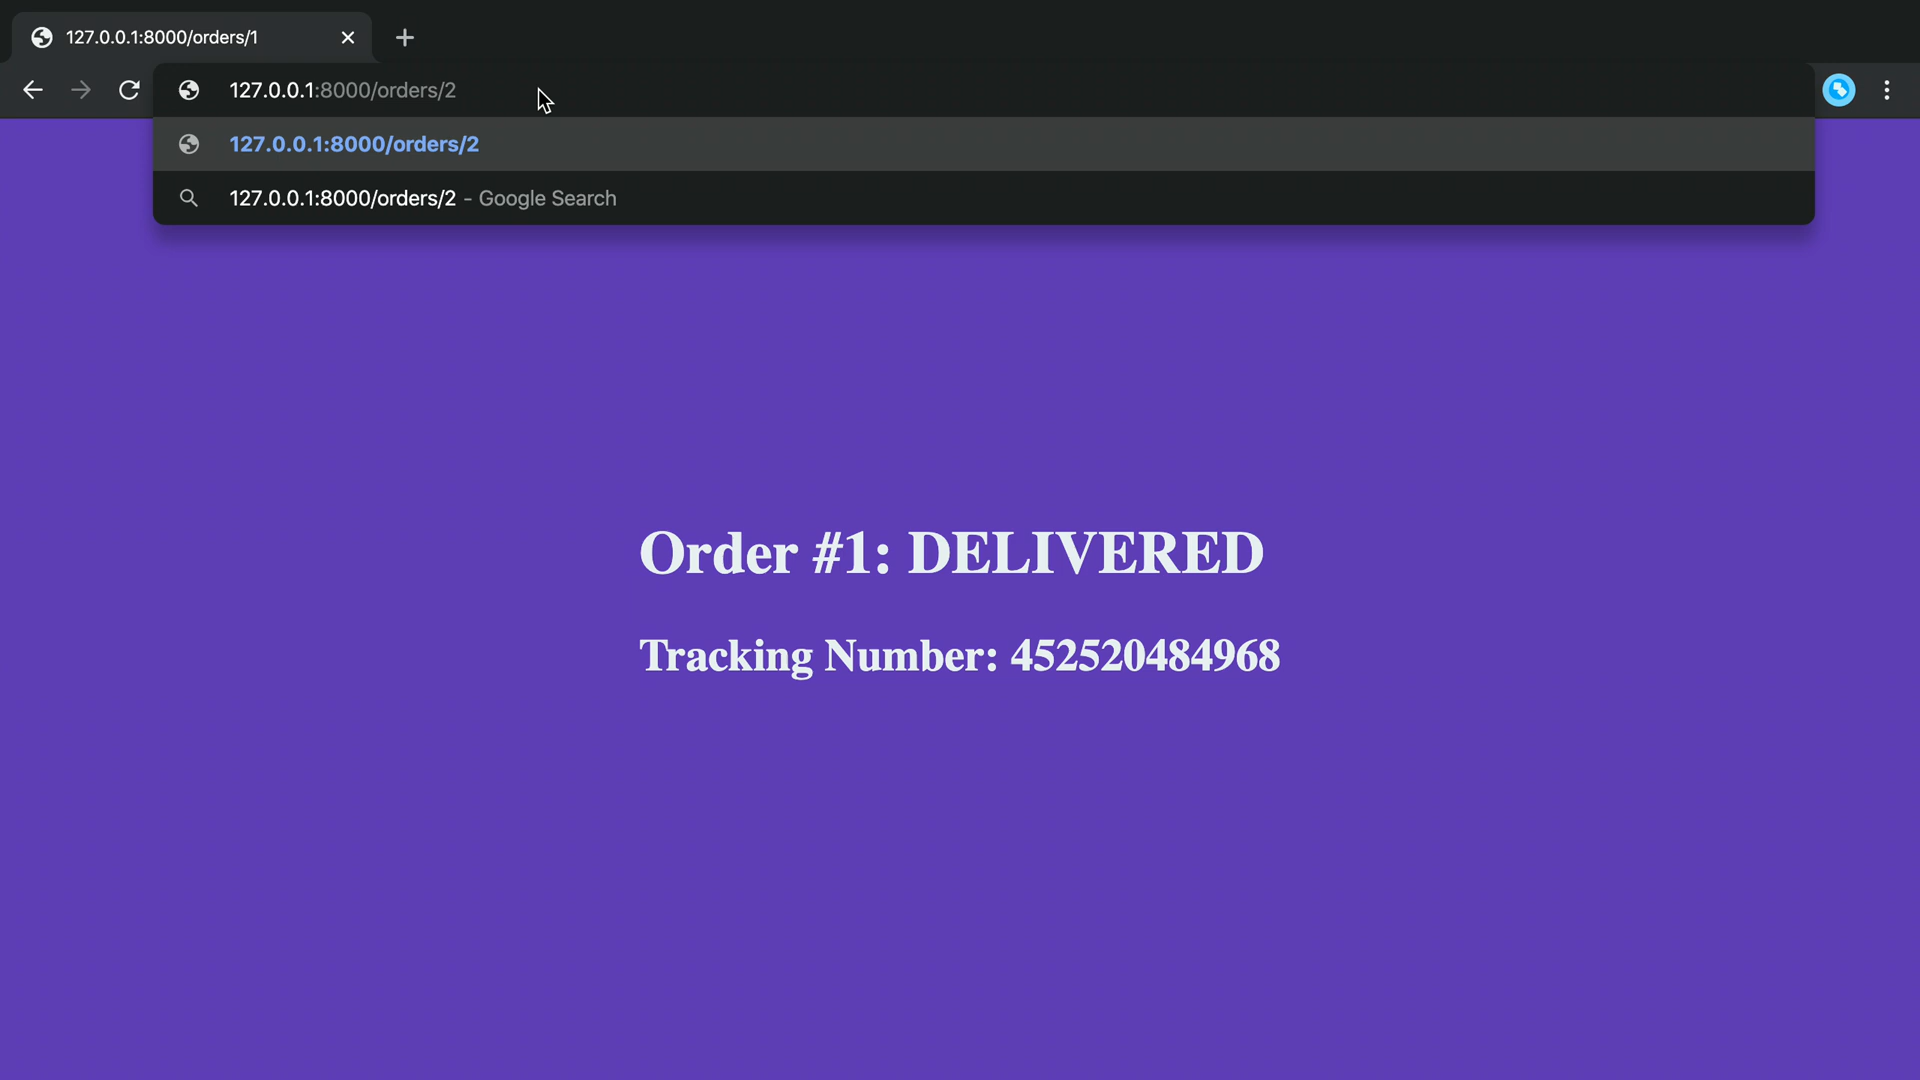 127.0.0.1:8000/orders/1
127.0.0.1:8000/orders/2
127.0.0.1:8000/orders/2
127.0.0.1:8000/orders/2 - Google Search
Order #1: DELIVERED
Tracking Number: 452520484968